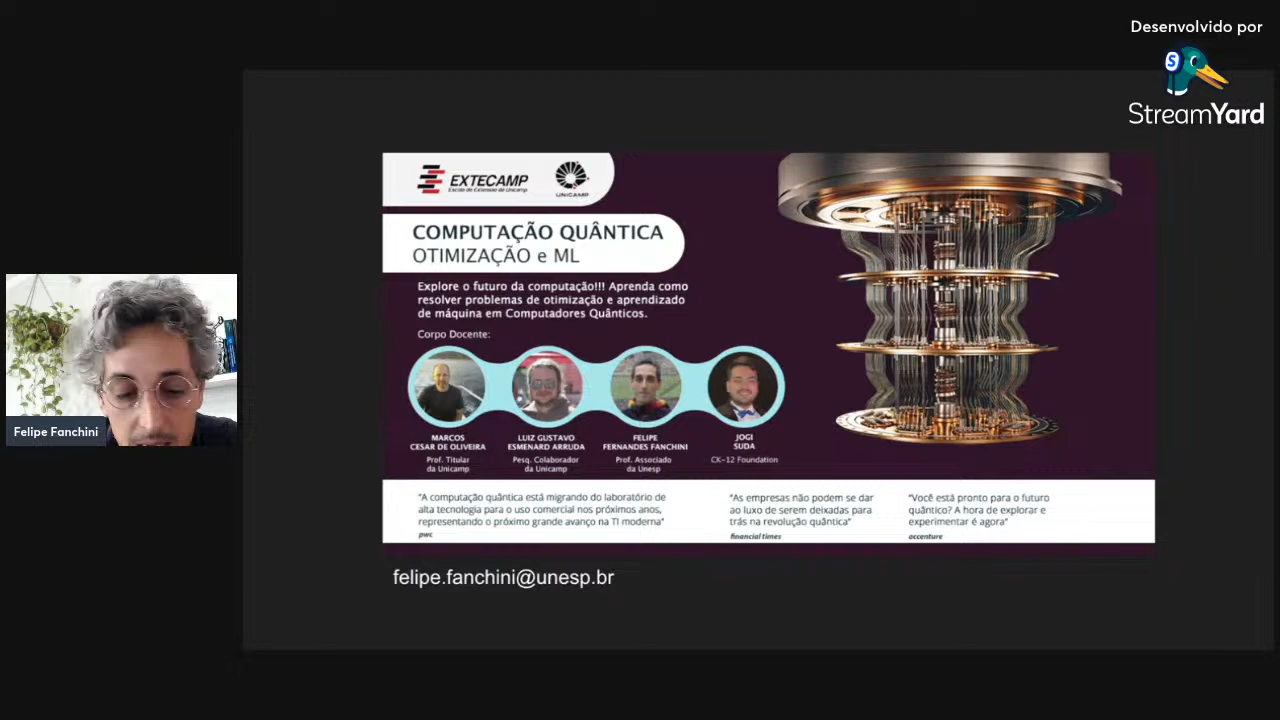 Desenvolvido por
StreamYard
EXTECAMP
Escola de Extensão da Unicamp
UNICAMP
COMPUTAÇÃO QUÂNTICA
OTIMIZAÇÃO e ML
Explore o futuro da computação!!! Aprenda como
resolver problemas de otimização e aprendizado
de máquina em Computadores Quânticos.
Corpo Docente:
MARCOS
CESAR DE OLIVEIRA
Prof. Titular
da Unicamp
LUIZ GUSTAVO
ESMENARD ARRUDA
Pesq. Colaborador
da Unicamp
FELIPE
FERNANDES FANCHINI
Prof. Associado
da Unesp
JOGI
SUDA
CK-12 Foundation
"A computação quântica está migrando do laboratório de
alta tecnologia para o uso comercial nos próximos anos,
representando o próximo grande avanço na TI moderna"
pwc
"As empresas não podem se dar
ao luxo de serem deixadas para
trás na revolução quântica"
financial times
"Você está pronto para o futuro
quântico? A hora de explorar e
experimentar é agora"
accenture
felipe.fanchini@unesp.br
Felipe Fanchini